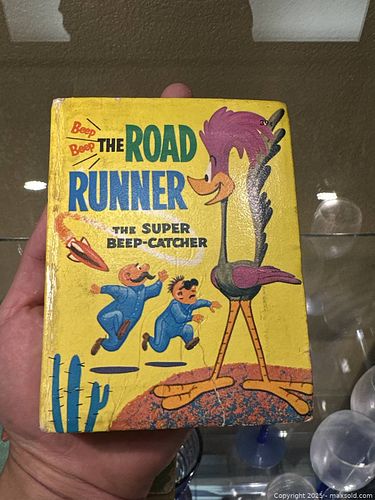 Beep
Beep
THE ROAD
RUNNER
THE SUPER
BEEP-CATCHER
Copyright 2025 - maxsold.com